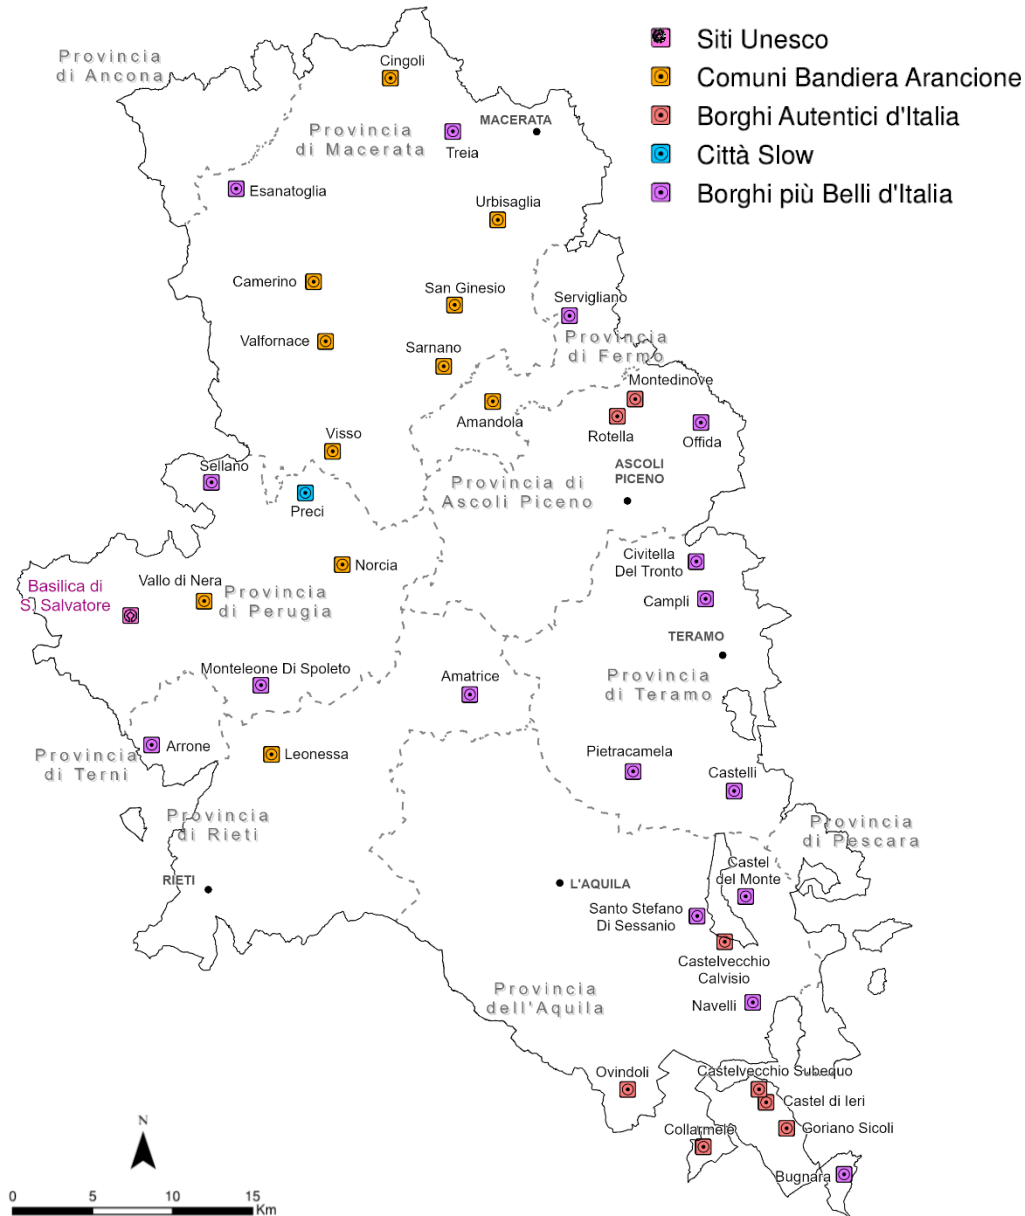 Siti Unesco
Comuni Bandiera Arancione
Borghi Autentici d'Italia
Città Slow
Borghi più Belli d'Italia
Provincia
di Ancona
Cingoli
Provincia
di Macerata
MACERATA
Treia
Esanatoglia
Urbisaglia
Camerino
San Ginesio
Servigliano
Valfornace
Provincia
di Fermo
Sarnano
Montedinove
Amandola
Rotella
Offida
Visso
Sellano
ASCOLI
PICENO
Provincia di
Ascoli Piceno
Preci
Civitella
Del Tronto
Norcia
Vallo di Nera
Basilica di
S. Salvatore
Provincia
di Perugia
Campli
TERAMO
Monteleone Di Spoleto
Amatrice
Provincia
di Teramo
Arrone
Provincia
di Terni
Leonessa
Pietracamela
Castelli
Provincia
di Rieti
Provincia
di Pescara
RIETI
L'AQUILA
Castel
del Monte
Santo Stefano
Di Sessanio
Castelvecchio
Calvisio
Provincia
dell'Aquila
Navelli
Ovindoli
Castelvecchio Subequo
Castel di Ieri
Collarmele
Goriano Sicoli
Bugnara
N
0 5 10 15
Km